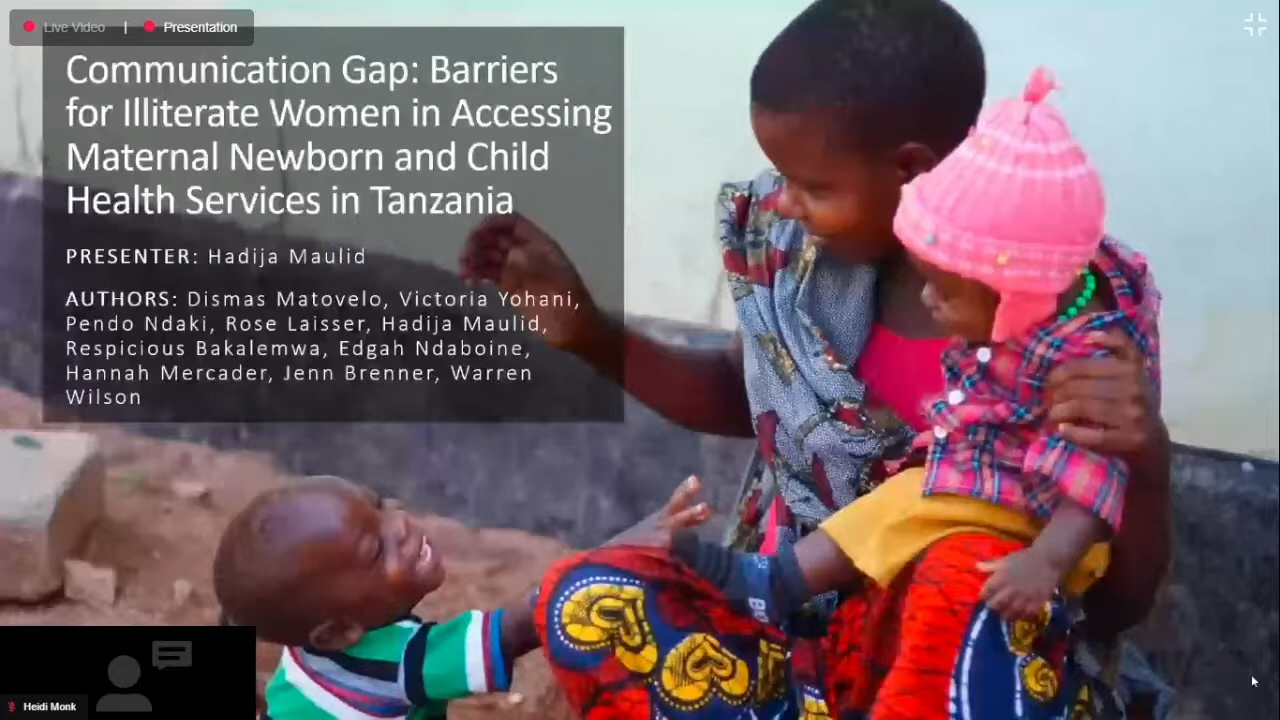 Live Video | Presentation
Communication Gap: Barriers
for Illiterate Women in Accessing
Maternal Newborn and Child
Health Services in Tanzania
PRESENTER: Hadija Maulid
AUTHORS: Dismas Matovelo, Victoria Yohani,
Pendo Ndaki, Rose Laisser, Hadija Maulid,
Respicious Bakalemwa, Edgah Ndaboine,
Hannah Mercader, Jenn Brenner, Warren
Wilson
Heidi Monk